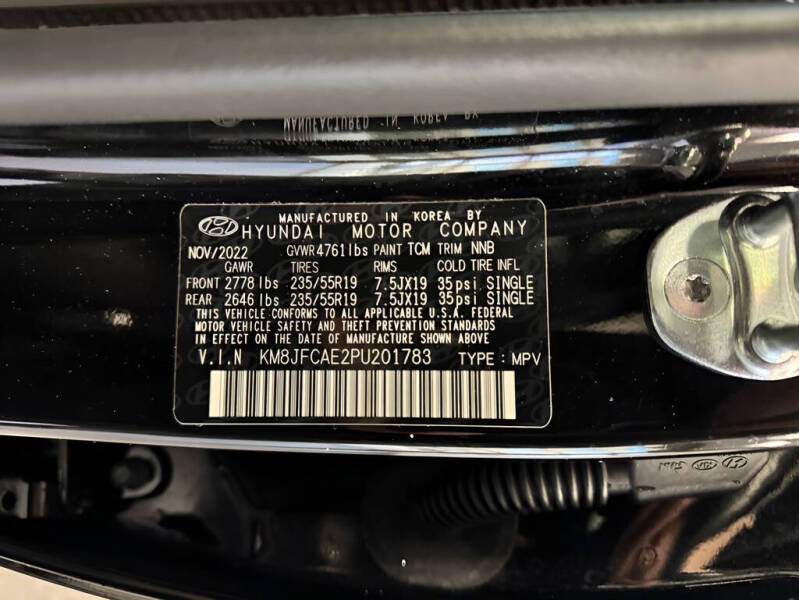 MANUFACTURED IN KOREA BY
HYUNDAI MOTOR COMPANY
NOV/2022 GVWR 4761 lbs PAINT TCM TRIM NNB
GAWR TIRES RIMS COLD TIRE INFL
FRONT 2778 lbs 235/55R19 7.5JX19 35psi SINGLE
REAR 2646 lbs 235/55R19 7.5JX19 35psi SINGLE
THIS VEHICLE CONFORMS TO ALL APPLICABLE U.S.A. FEDERAL
MOTOR VEHICLE SAFETY AND THEFT PREVENTION STANDARDS
IN EFFECT ON THE DATE OF MANUFACTURE SHOWN ABOVE
V.I.N KM8JFCAE2PU201783 TYPE : MPV